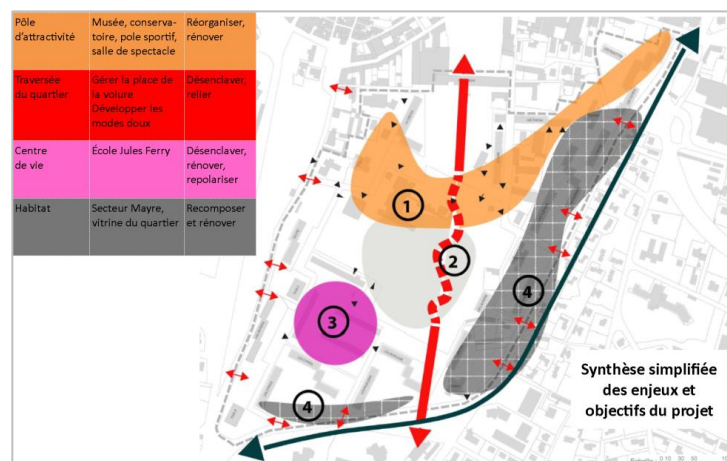 Pôle
d'attractivité
Musée, conserva-
toire, pole sportif,
salle de spectacle
Réorganiser,
rénover
Traversée
du quartier
Gérer la place de
la voiure
Développer les
modes doux
Désenclaver,
relier
Centre
de vie
École Jules Ferry
Désenclaver,
rénover,
repolariser
Habitat
Secteur Mayre,
vitrine du quartier
Recomposer
et rénover
1
2
3
4
4
Synthèse simplifiée
des enjeux et
objectifs du projet